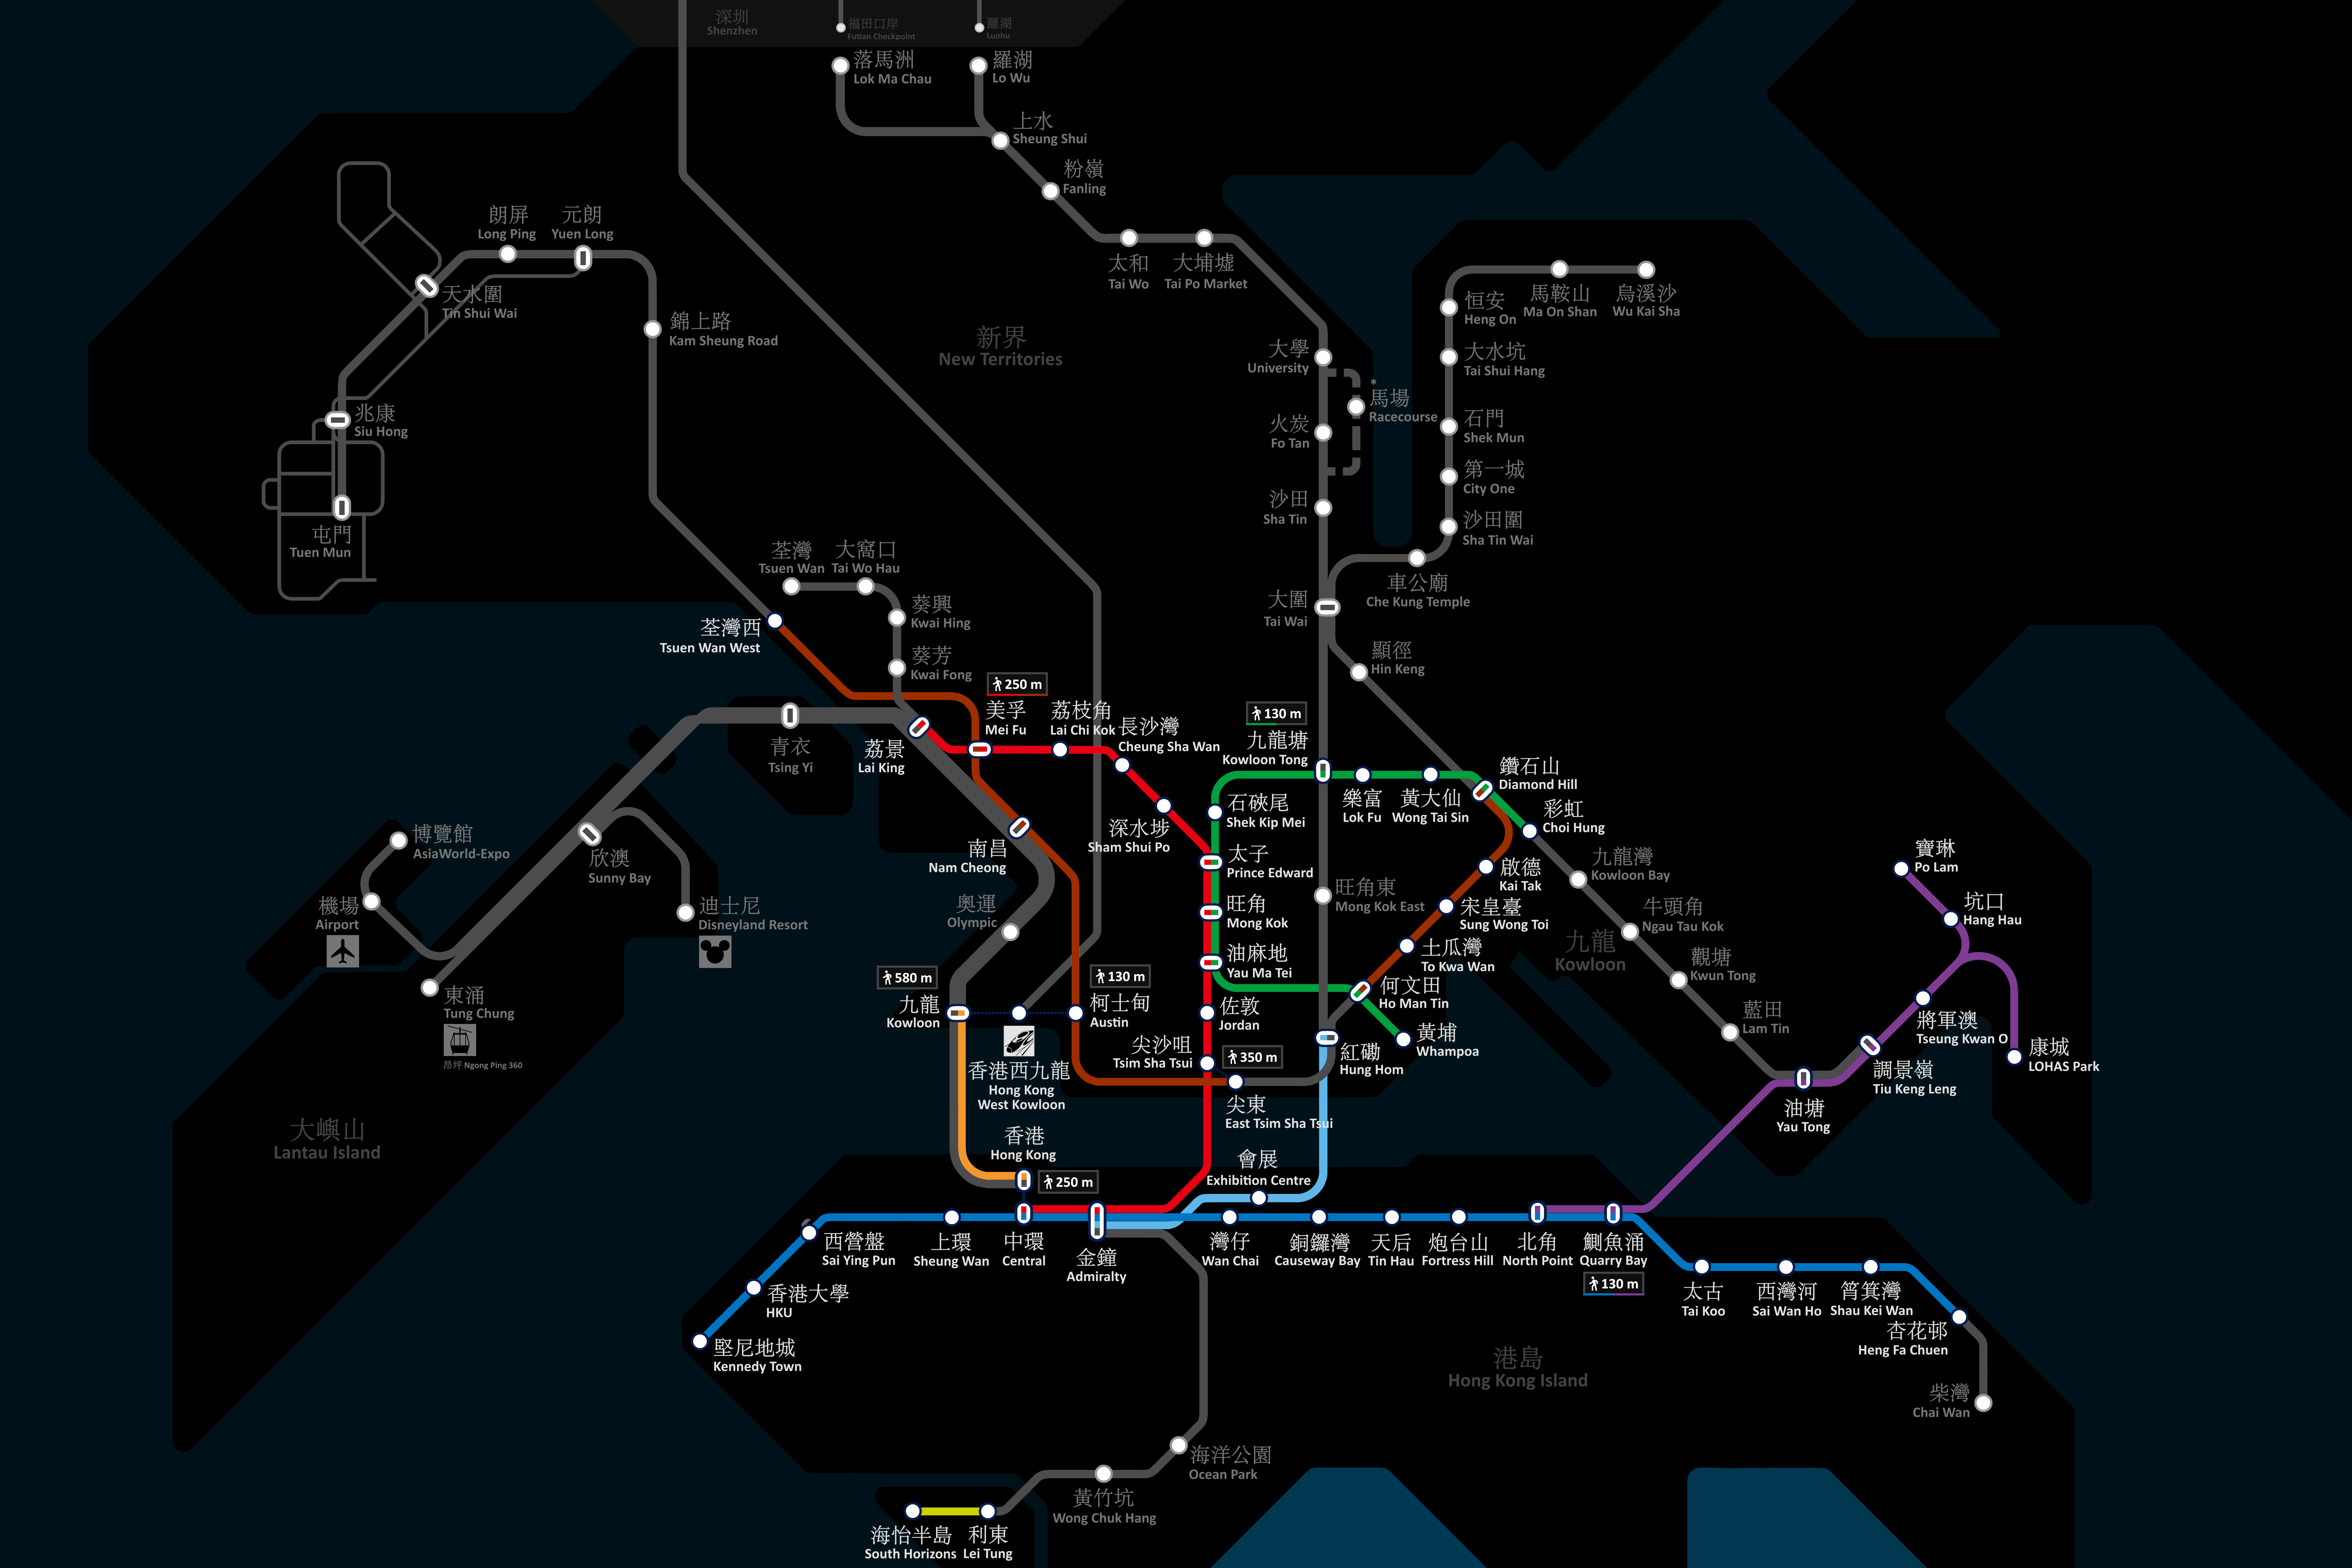 深圳
Shenzhen
福田口岸
Futian Checkpoint
羅湖
Luohu
落馬洲
Lok Ma Chau
羅湖
Lo Wu
上水
Sheung Shui
粉嶺
Fanling
太和
Tai Wo
大埔墟
Tai Po Market
朗屏
Long Ping
元朗
Yuen Long
天水圍
Tin Shui Wai
錦上路
Kam Sheung Road
新界
New Territories
兆康
Siu Hong
屯門
Tuen Mun
大學
University
*
馬場
Racecourse
火炭
Fo Tan
沙田
Sha Tin
大圍
Tai Wai
恒安
Heng On
馬鞍山
Ma On Shan
烏溪沙
Wu Kai Sha
大水坑
Tai Shui Hang
石門
Shek Mun
第一城
City One
沙田圍
Sha Tin Wai
車公廟
Che Kung Temple
顯徑
Hin Keng
荃灣
Tsuen Wan
大窩口
Tai Wo Hau
葵興
Kwai Hing
葵芳
Kwai Fong
荃灣西
Tsuen Wan West
250 m
美孚
Mei Fu
荔枝角
Lai Chi Kok
長沙灣
Cheung Sha Wan
130 m
九龍塘
Kowloon Tong
青衣
Tsing Yi
荔景
Lai King
深水埗
Sham Shui Po
石硤尾
Shek Kip Mei
樂富
Lok Fu
黃大仙
Wong Tai Sin
鑽石山
Diamond Hill
彩虹
Choi Hung
博覽館
AsiaWorld-Expo
欣澳
Sunny Bay
南昌
Nam Cheong
太子
Prince Edward
啟德
Kai Tak
九龍灣
Kowloon Bay
寶琳
Po Lam
機場
Airport
迪士尼
Disneyland Resort
奧運
Olympic
旺角
Mong Kok
旺角東
Mong Kok East
宋皇臺
Sung Wong Toi
牛頭角
Ngau Tau Kok
坑口
Hang Hau
油麻地
Yau Ma Tei
土瓜灣
To Kwa Wan
九龍
Kowloon
觀塘
Kwun Tong
東涌
Tung Chung
昂坪 Ngong Ping 360
580 m
九龍
Kowloon
130 m
柯士甸
Austin
佐敦
Jordan
何文田
Ho Man Tin
黃埔
Whampoa
藍田
Lam Tin
將軍澳
Tseung Kwan O
康城
LOHAS Park
香港西九龍
Hong Kong
West Kowloon
尖沙咀
Tsim Sha Tsui
350 m
紅磡
Hung Hom
調景嶺
Tiu Keng Leng
尖東
East Tsim Sha Tsui
油塘
Yau Tong
大嶼山
Lantau Island
香港
Hong Kong
250 m
會展
Exhibition Centre
西營盤
Sai Ying Pun
上環
Sheung Wan
中環
Central
金鐘
Admiralty
灣仔
Wan Chai
銅鑼灣
Causeway Bay
天后
Tin Hau
炮台山
Fortress Hill
北角
North Point
鰂魚涌
Quarry Bay
130 m
香港大學
HKU
堅尼地城
Kennedy Town
太古
Tai Koo
西灣河
Sai Wan Ho
筲箕灣
Shau Kei Wan
杏花邨
Heng Fa Chuen
柴灣
Chai Wan
港島
Hong Kong Island
海洋公園
Ocean Park
黃竹坑
Wong Chuk Hang
海怡半島
South Horizons
利東
Lei Tung